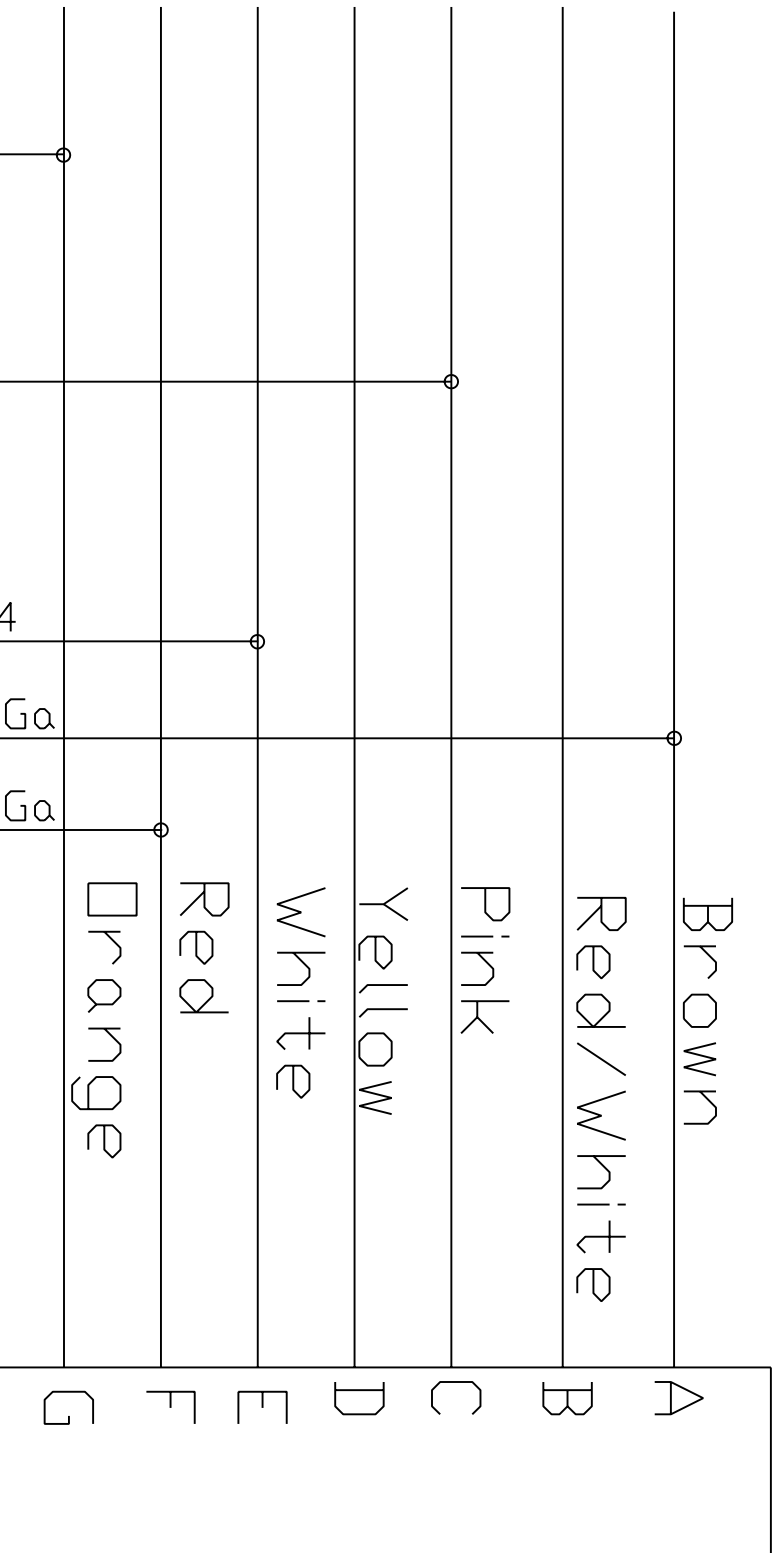 4
Ga
Ga
Orange
Red
White
Yellow
Pink
Red/White
Brown
G
F
E
D
C
B
A